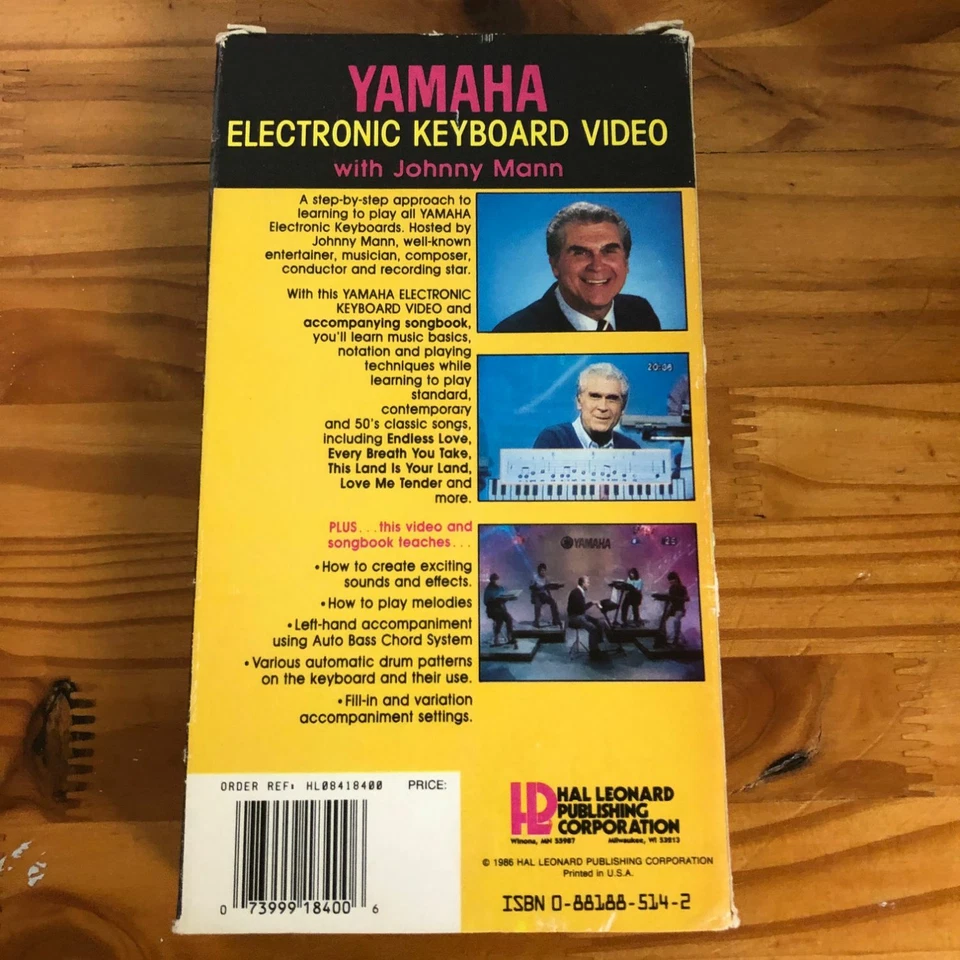 YAMAHA
ELECTRONIC KEYBOARD VIDEO
with Johnny Mann
A step-by-step approach to
learning to play all YAMAHA
Electronic Keyboards. Hosted by
Johnny Mann, well-known
entertainer, musician, composer,
conductor and recording star.
With this YAMAHA ELECTRONIC
KEYBOARD VIDEO and
accompanying songbook,
you'll learn music basics,
notation and playing
techniques while
learning to play
standard,
contemporary
and 50's classic songs,
including Endless Love,
Every Breath You Take,
This Land Is Your Land,
Love Me Tender and
more.
PLUS...this video and
songbook teaches...
•How to create exciting
sounds and effects.
•How to play melodies
•Left-hand accompaniment
using Auto Bass Chord System
•Various automatic drum patterns
on the keyboard and their use.
•Fill-in and variation
accompaniment settings.
YAMAHA
ORDER REF: HL08418400 PRICE:
0 73999 18400 6
HL
HAL LEONARD
PUBLISHING
CORPORATION
Winona, MN 55987 Milwaukee, WI 53213
© 1986 HAL LEONARD PUBLISHING CORPORATION
Printed in U.S.A.
ISBN 0-88188-514-2